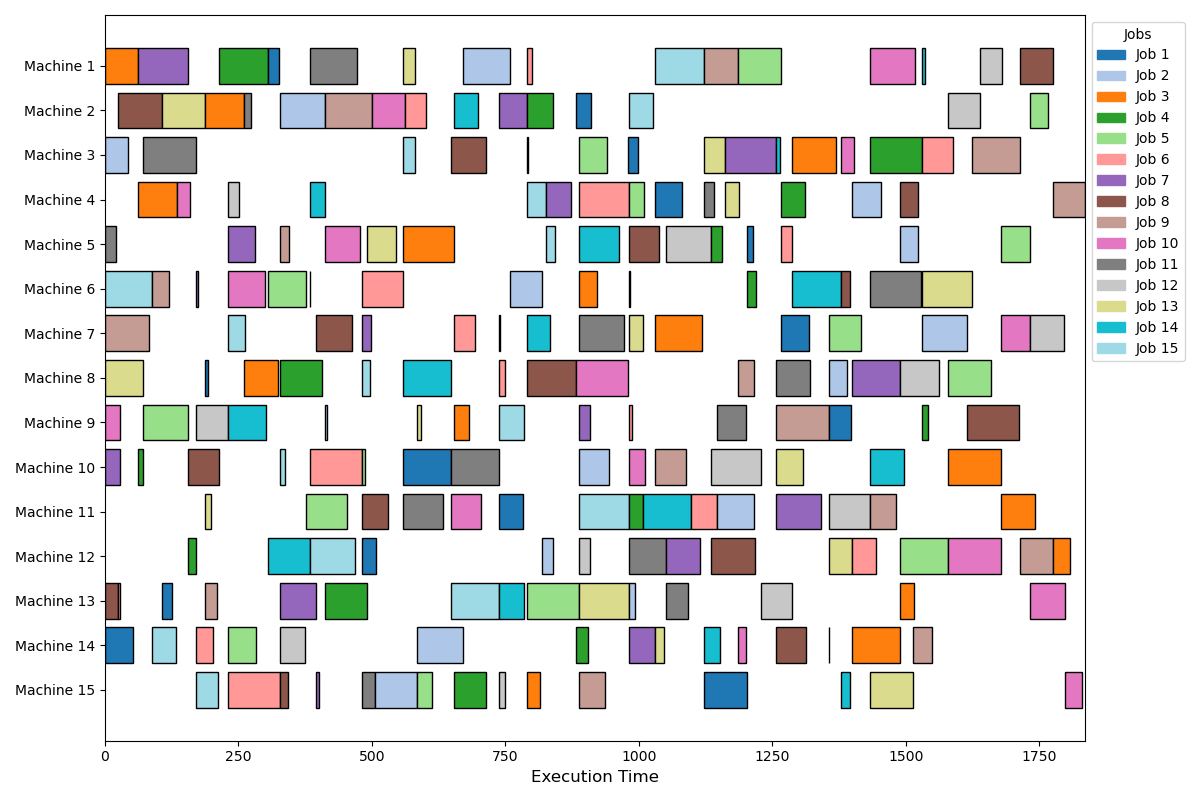 Machine 1
Machine 2
Machine 3
Machine 4
Machine 5
Machine 6
Machine 7
Machine 8
Machine 9
Machine 10
Machine 11
Machine 12
Machine 13
Machine 14
Machine 15
0 250 500 750 1000 1250 1500 1750
Execution Time
Jobs
Job 1
Job 2
Job 3
Job 4
Job 5
Job 6
Job 7
Job 8
Job 9
Job 10
Job 11
Job 12
Job 13
Job 14
Job 15